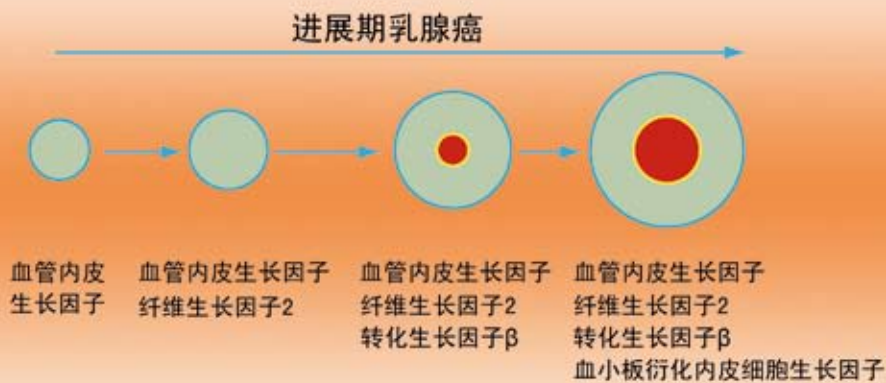 进展期乳腺癌
血管内皮
生长因子
血管内皮生长因子
纤维生长因子2
血管内皮生长因子
纤维生长因子2
转化生长因子β
血管内皮生长因子
纤维生长因子2
转化生长因子β
血小板衍化内皮细胞生长因子